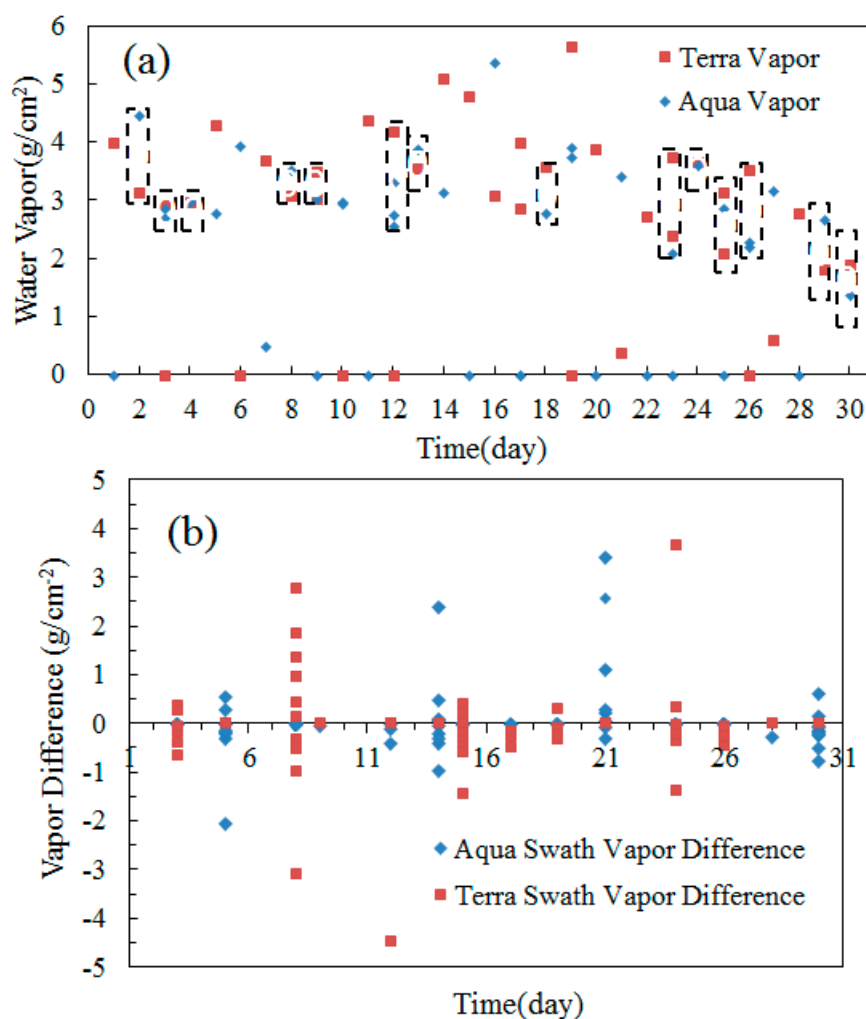 (a)
Terra Vapor
Aqua Vapor
Water Vapor(g/cm²)
6
5
4
3
2
1
0
0 2 4 6 8 10 12 14 16 18 20 22 24 26 28 30
Time(day)
(b)
Vapor Difference (g/cm⁻²)
5
4
3
2
1
0
-1
-2
-3
-4
-5
1 6 11 16 21 26 31
Aqua Swath Vapor Difference
Terra Swath Vapor Difference
Time(day)